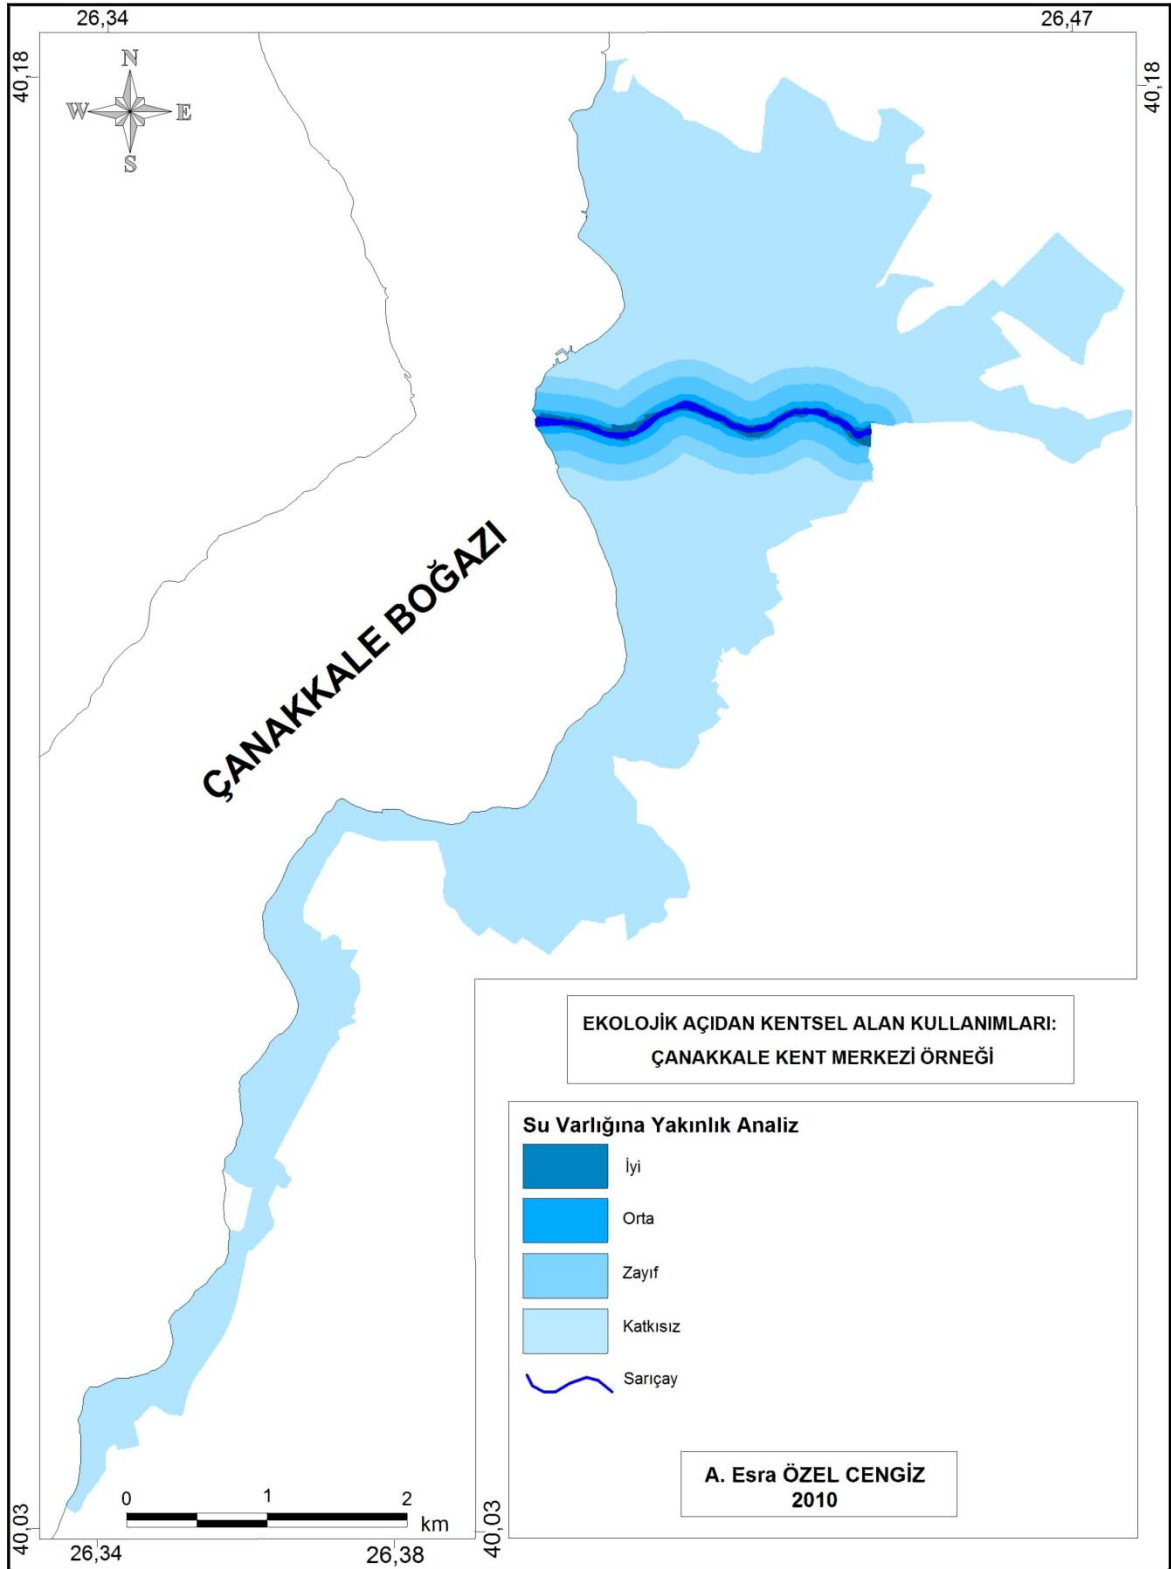 26,34
26,47
40,18
40,18
N
W
E
S
ÇANAKKALE BOĞAZI
EKOLOJİK AÇIDAN KENTSEL ALAN KULLANIMLARI:
ÇANAKKALE KENT MERKEZİ ÖRNEĞİ
Su Varlığına Yakınlık Analiz
İyi
Orta
Zayıf
Katkısız
Sarıçay
A. Esra ÖZEL CENGİZ
2010
0 1 2
km
40,03
40,03
26,34
26,38